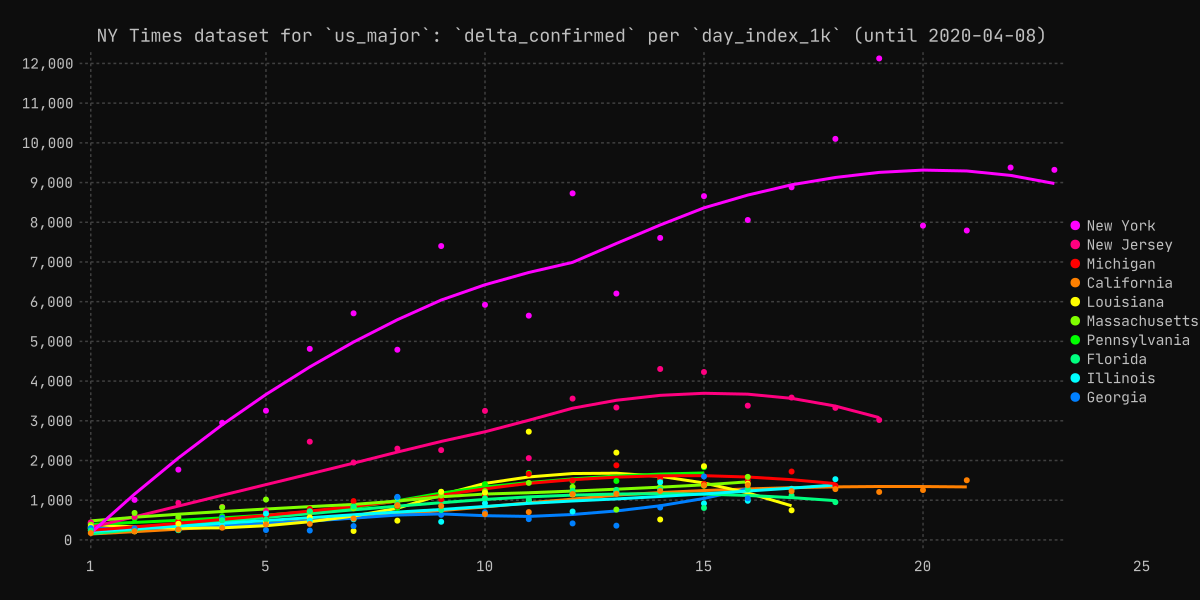 NY Times dataset for `us_major`: `delta_confirmed` per `day_index_1k` (until 2020-04-08)
12,000
11,000
10,000
9,000
8,000
7,000
6,000
5,000
4,000
3,000
2,000
1,000
0
1 5 10 15 20 25
New York
New Jersey
Michigan
California
Louisiana
Massachusetts
Pennsylvania
Florida
Illinois
Georgia